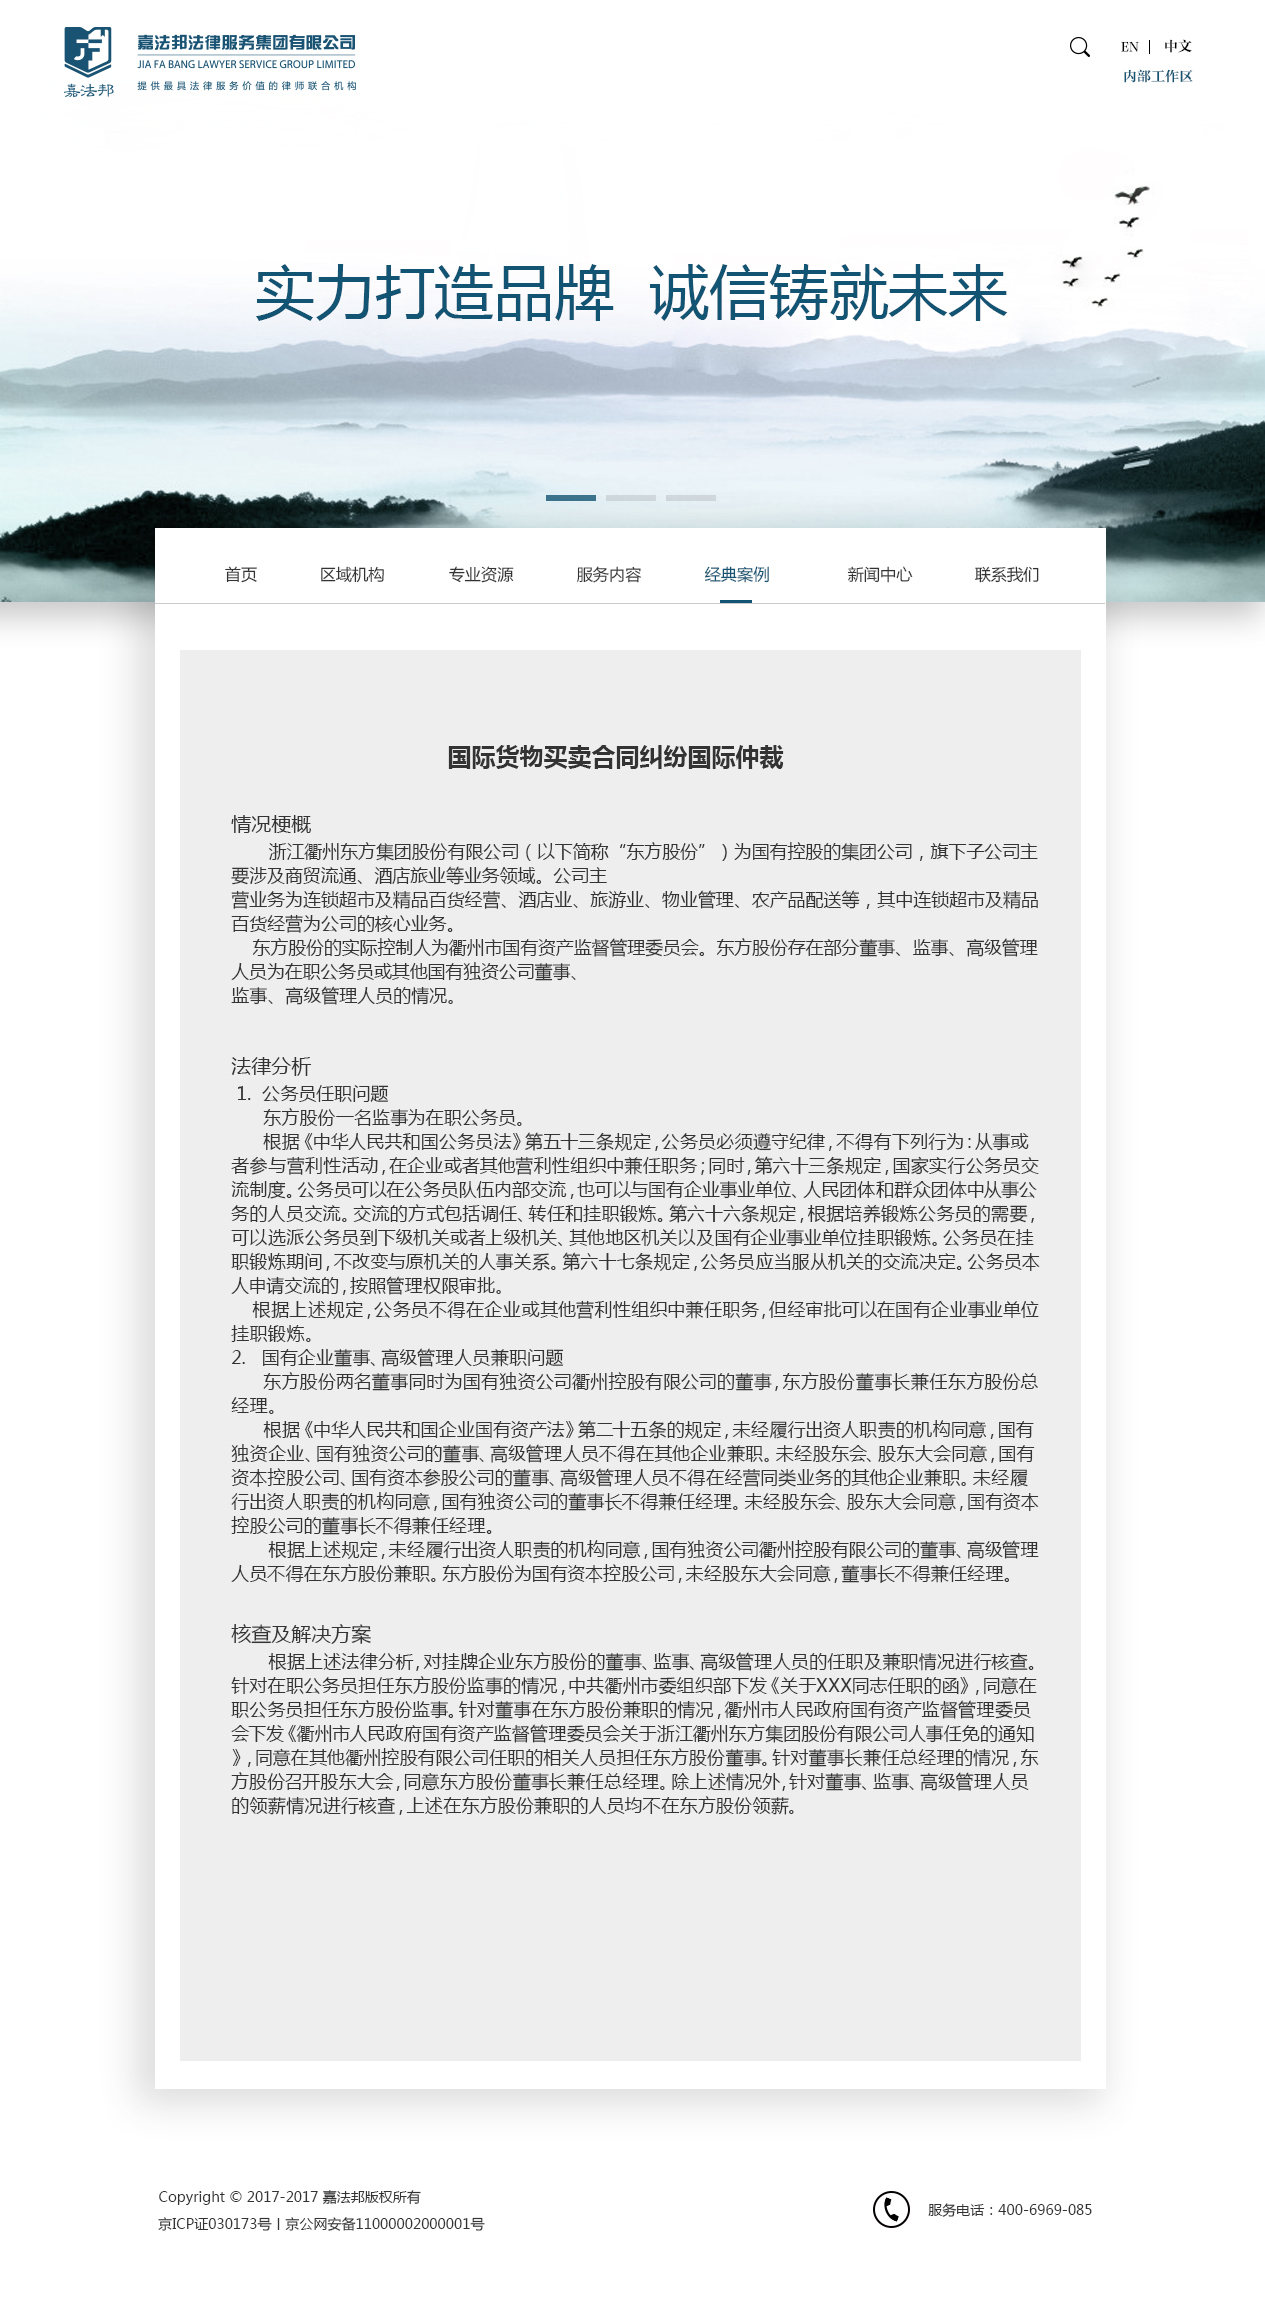 嘉法邦
嘉法邦法律服务集团有限公司
JIA FA BANG LAWYER SERVICE GROUP LIMITED
提供最具法律服务价值的律师联合机构
EN | 中文
内部工作区
实力打造品牌 诚信铸就未来
首页 区域机构 专业资源 服务内容 经典案例 新闻中心 联系我们
国际货物买卖合同纠纷国际仲裁
情况梗概
浙江衢州东方集团股份有限公司（以下简称“东方股份”）为国有控股的集团公司，旗下子公司主
要涉及商贸流通、酒店旅业等业务领域。公司主
营业务为连锁超市及精品百货经营、酒店业、旅游业、物业管理、农产品配送等，其中连锁超市及精品
百货经营为公司的核心业务。
东方股份的实际控制人为衢州市国有资产监督管理委员会。东方股份存在部分董事、监事、高级管理
人员为在职公务员或其他国有独资公司董事、
监事、高级管理人员的情况。
法律分析
1. 公务员任职问题
东方股份一名监事为在职公务员。
根据《中华人民共和国公务员法》第五十三条规定,公务员必须遵守纪律,不得有下列行为:从事或
者参与营利性活动,在企业或者其他营利性组织中兼任职务;同时,第六十三条规定,国家实行公务员交
流制度。公务员可以在公务员队伍内部交流,也可以与国有企业事业单位、人民团体和群众团体中从事公
务的人员交流。交流的方式包括调任、转任和挂职锻炼。第六十六条规定,根据培养锻炼公务员的需要,
可以选派公务员到下级机关或者上级机关、其他地区机关以及国有企业事业单位挂职锻炼。公务员在挂
职锻炼期间,不改变与原机关的人事关系。第六十七条规定,公务员应当服从机关的交流决定。公务员本
人申请交流的,按照管理权限审批。
根据上述规定,公务员不得在企业或其他营利性组织中兼任职务,但经审批可以在国有企业事业单位
挂职锻炼。
2. 国有企业董事、高级管理人员兼职问题
东方股份两名董事同时为国有独资公司衢州控股有限公司的董事,东方股份董事长兼任东方股份总
经理。
根据《中华人民共和国企业国有资产法》第二十五条的规定,未经履行出资人职责的机构同意,国有
独资企业、国有独资公司的董事、高级管理人员不得在其他企业兼职。未经股东会、股东大会同意,国有
资本控股公司、国有资本参股公司的董事、高级管理人员不得在经营同类业务的其他企业兼职。未经履
行出资人职责的机构同意,国有独资公司的董事长不得兼任经理。未经股东会、股东大会同意,国有资本
控股公司的董事长不得兼任经理。
根据上述规定,未经履行出资人职责的机构同意,国有独资公司衢州控股有限公司的董事、高级管理
人员不得在东方股份兼职。东方股份为国有资本控股公司,未经股东大会同意,董事长不得兼任经理。
核查及解决方案
根据上述法律分析,对挂牌企业东方股份的董事、监事、高级管理人员的任职及兼职情况进行核查。
针对在职公务员担任东方股份监事的情况,中共衢州市委组织部下发《关于XXX同志任职的函》,同意在
职公务员担任东方股份监事。针对董事在东方股份兼职的情况,衢州市人民政府国有资产监督管理委员
会下发《衢州市人民政府国有资产监督管理委员会关于浙江衢州东方集团股份有限公司人事任免的通知
》,同意在其他衢州控股有限公司任职的相关人员担任东方股份董事。针对董事长兼任总经理的情况,东
方股份召开股东大会,同意东方股份董事长兼任总经理。除上述情况外,针对董事、监事、高级管理人员
的领薪情况进行核查,上述在东方股份兼职的人员均不在东方股份领薪。
Copyright © 2017-2017 嘉法邦版权所有
京ICP证030173号 | 京公网安备11000002000001号
服务电话：400-6969-085